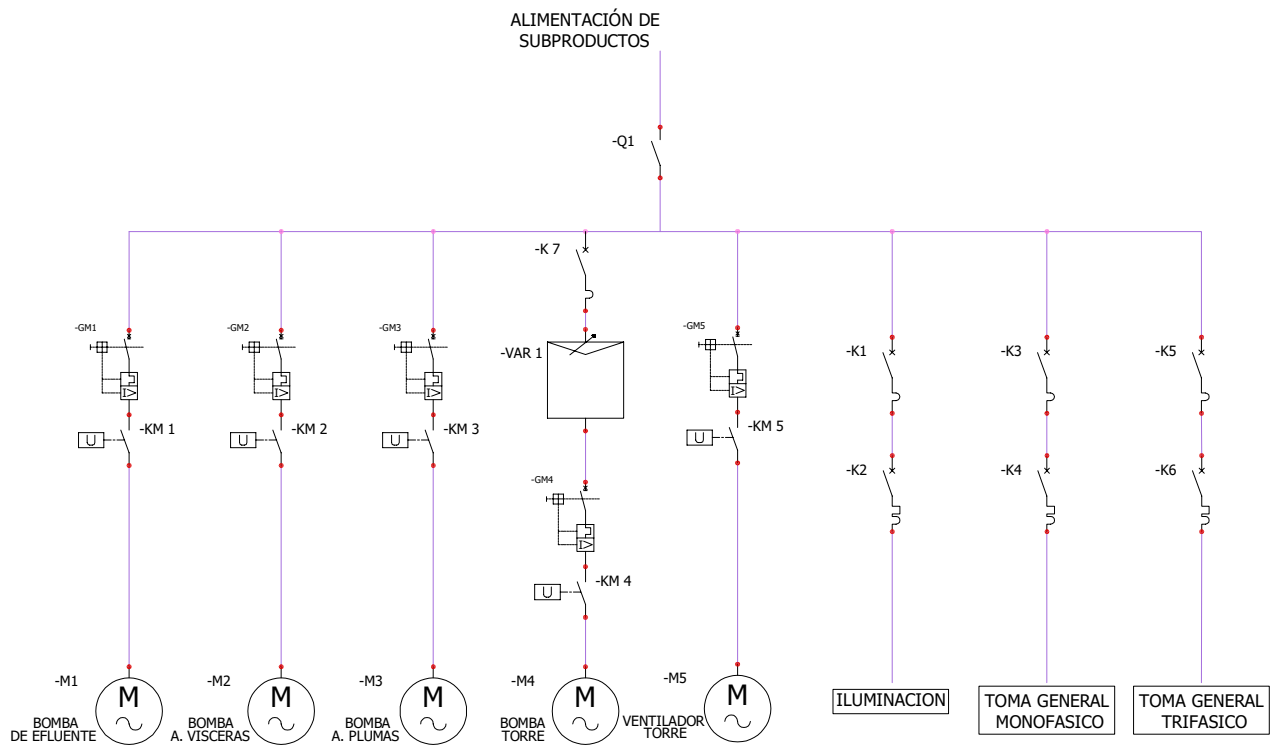 ALIMENTACIÓN DE
SUBPRODUCTOS
-Q1
-K 7
-GM1
-GM2
-GM3
-VAR 1
-GM5
-K1
-K3
-K5
I>
I>
I>
I>
-KM 1
-KM 2
-KM 3
-KM 5
U
U
U
U
-K2
-K4
-K6
-GM4
I>
-KM 4
U
-M1
M
BOMBA
DE EFLUENTE
-M2
M
BOMBA
A. VISCERAS
-M3
M
BOMBA
A. PLUMAS
-M4
M
BOMBA
TORRE
-M5
M
VENTILADOR
TORRE
ILUMINACION
TOMA GENERAL
MONOFASICO
TOMA GENERAL
TRIFASICO